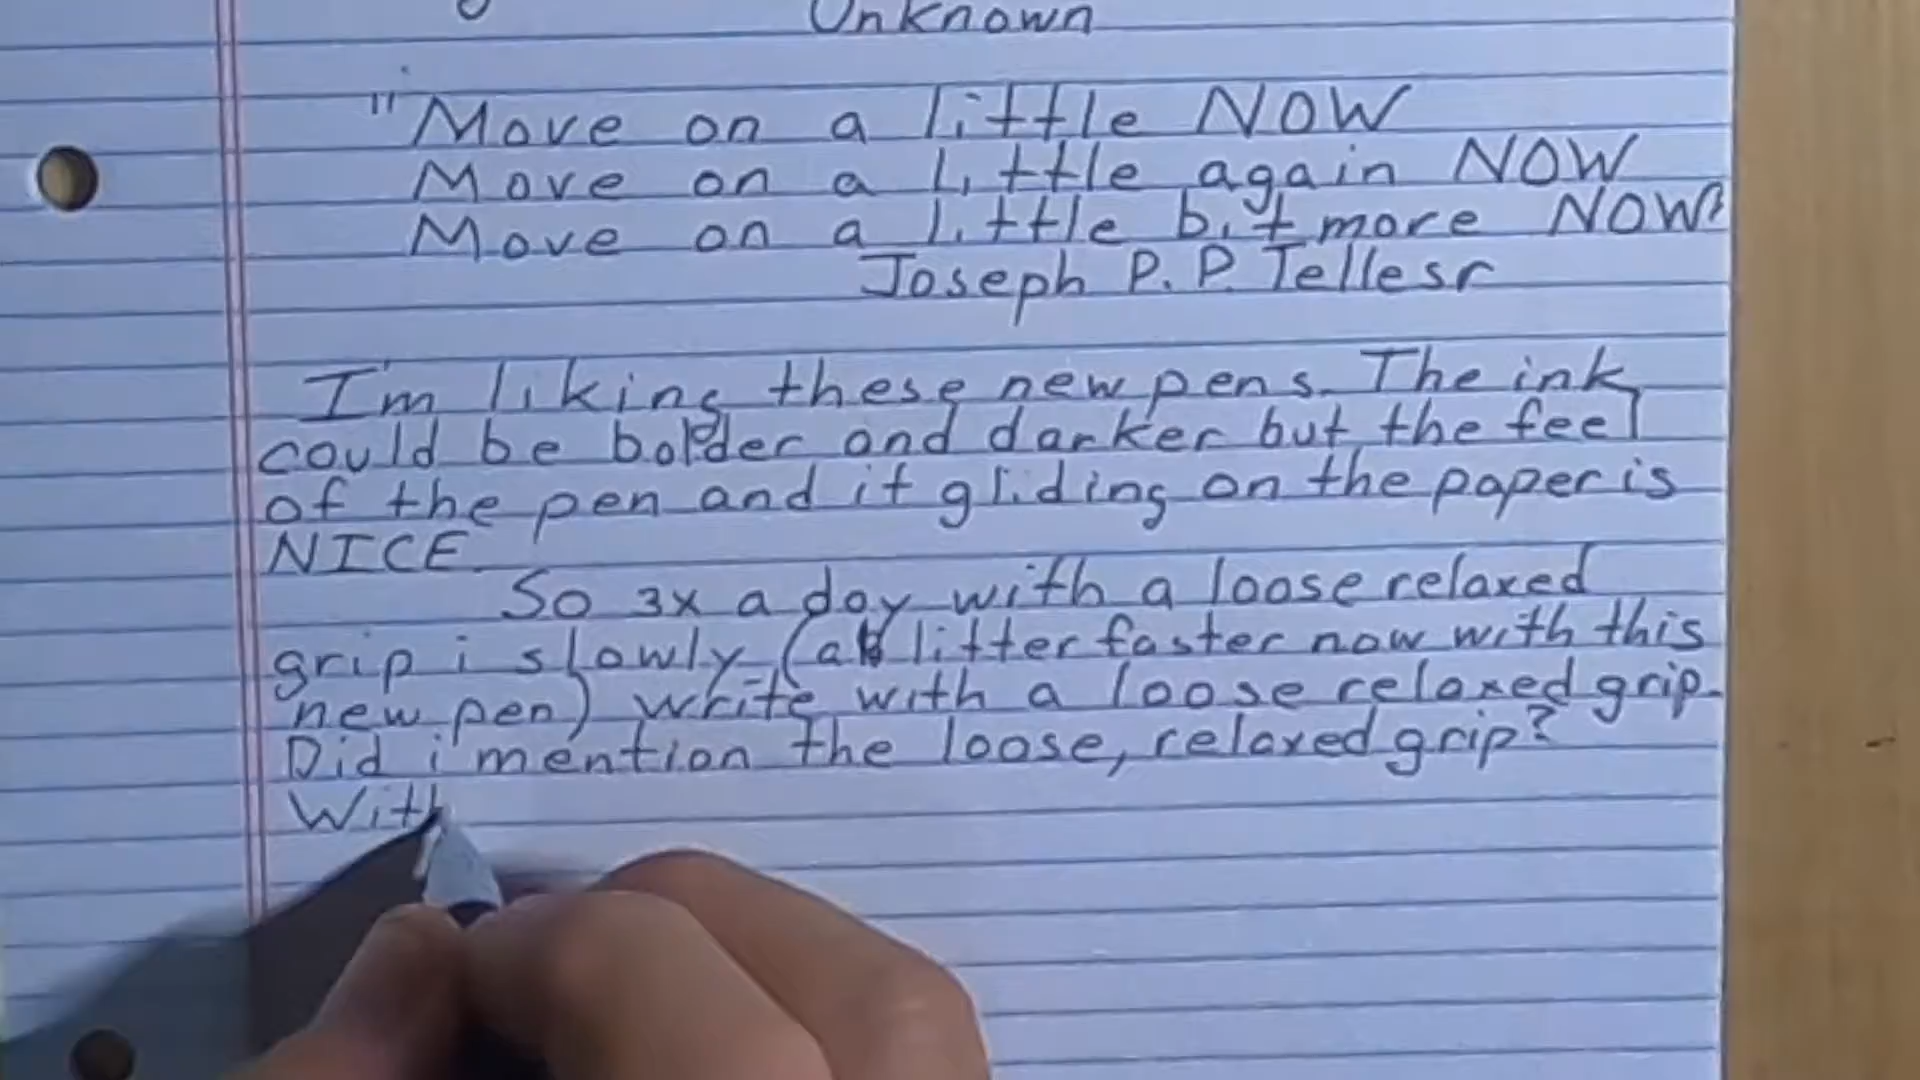 Unknown
"Move on a little NOW
Move on a little again NOW
Move on a little bit more NOW"
Joseph P. P. Tellesr
I'm liking these new pens. The ink
could be bolder and darker but the feel
of the pen and it gliding on the paper is
NICE.
So 3x a day with a loose relaxed
grip i slowly (a litter faster now with this
new pen) write with a loose relaxed grip.
Did i mention the loose, relaxed grip?
With